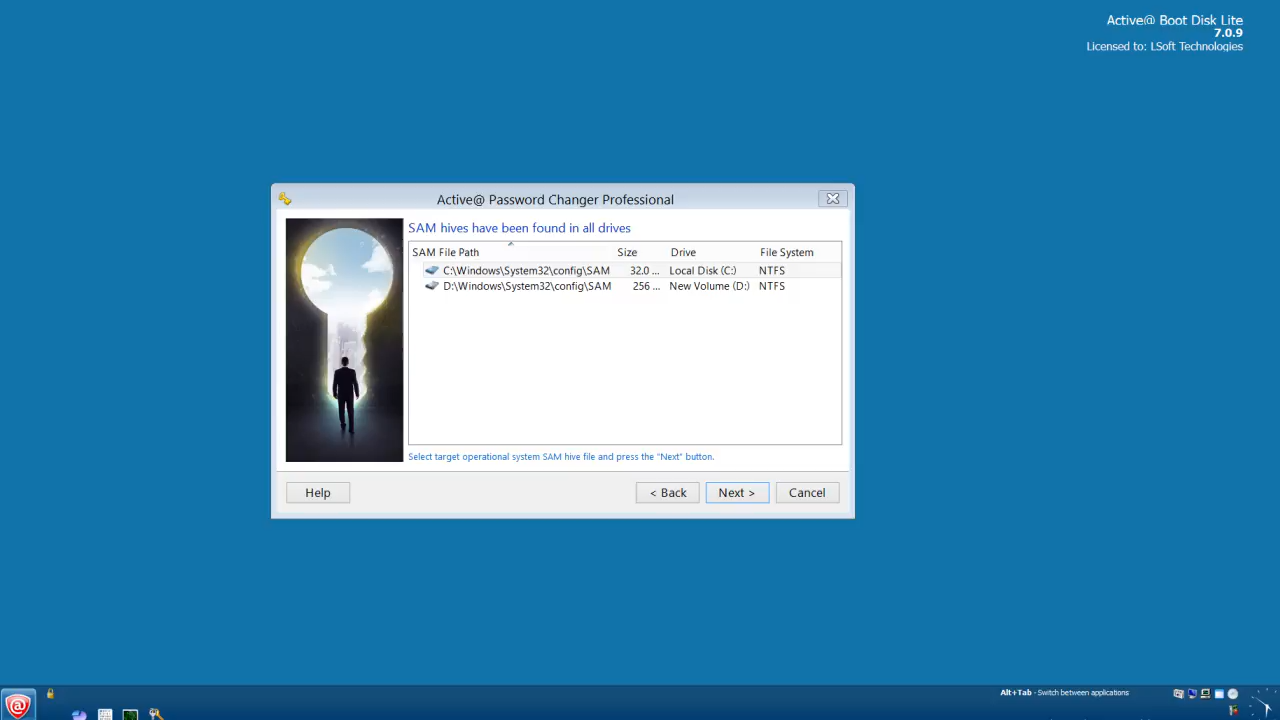 Active@ Boot Disk Lite
7.0.9
Licensed to: LSoft Technologies
Active@ Password Changer Professional
SAM hives have been found in all drives
SAM File Path Size Drive File System
C:\Windows\System32\config\SAM 32.0 ... Local Disk (C:) NTFS
D:\Windows\System32\config\SAM 256 ... New Volume (D:) NTFS
Select target operational system SAM hive file and press the "Next" button.
Help < Back Next > Cancel
Alt+Tab - Switch between applications